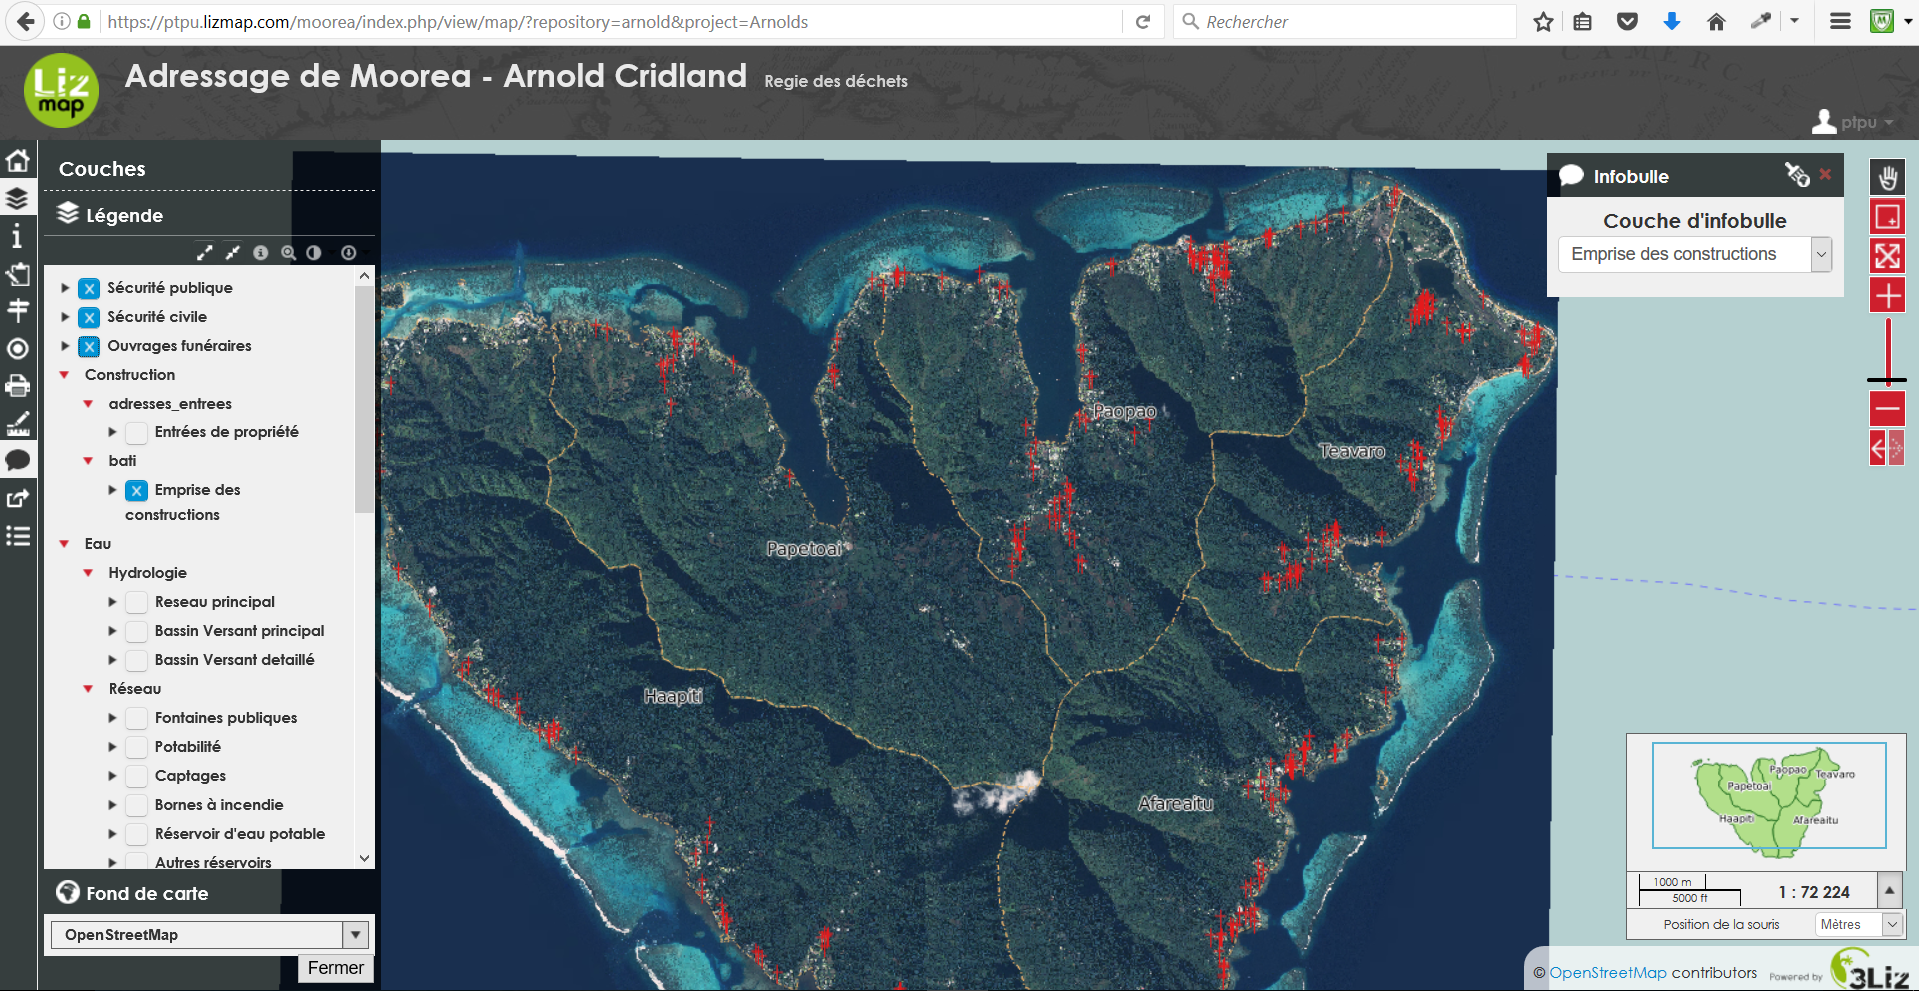 https://ptpu.lizmap.com/moorea/index.php/view/map/?repository=arnold&project=Arnolds
Rechercher
Liz
map
Adressage de Moorea - Arnold Cridland
Regie des déchets
ptpu
Couches
Légende
Sécurité publique
Sécurité civile
Ouvrages funéraires
Construction
adresses_entrees
Entrées de propriété
bati
Emprise des
constructions
Eau
Hydrologie
Reseau principal
Bassin Versant principal
Bassin Versant detaillé
Réseau
Fontaines publiques
Potabilité
Captages
Bornes à incendie
Réservoir d'eau potable
Autres réservoirs
Fond de carte
OpenStreetMap
Fermer
Paopao
Teavaro
Papetoai
Haapiti
Afareaitu
Infobulle
Couche d'infobulle
Emprise des constructions
Paopao
Teavaro
Papetoai
Haapiti
Afareaitu
1000 m
5000 ft
1 : 72 224
Position de la souris
Mètres
© OpenStreetMap contributors
Powered by
3Liz